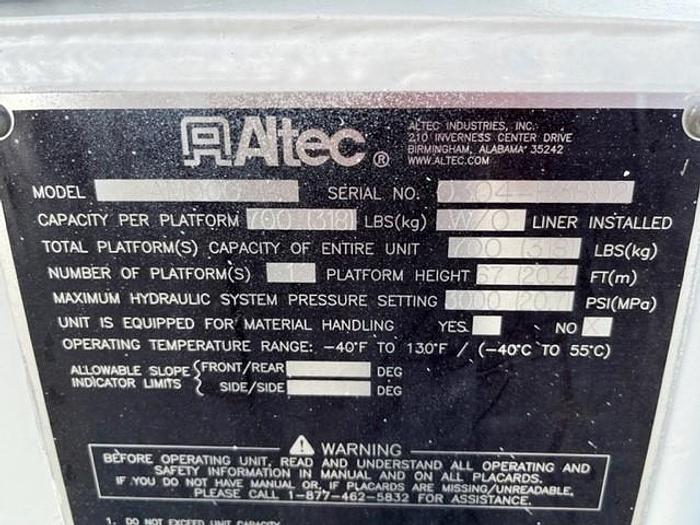 Altec ®
ALTEC INDUSTRIES, INC.
210 INVERNESS CENTER DRIVE
BIRMINGHAM, ALABAMA 35242
WWW.ALTEC.COM
MODEL SERIAL NO.
CAPACITY PER PLATFORM 700 (318) LBS(kg) W/O LINER INSTALLED
TOTAL PLATFORM(S) CAPACITY OF ENTIRE UNIT 700 (318 LBS(kg)
NUMBER OF PLATFORM(S) 1 PLATFORM HEIGHT 67 (20.4) FT(m)
MAXIMUM HYDRAULIC SYSTEM PRESSURE SETTING 3000 (20.7) PSI(MPa)
UNIT IS EQUIPPED FOR MATERIAL HANDLING YES NO X
OPERATING TEMPERATURE RANGE: -40°F TO 130°F / (-40°C TO 55°C)
ALLOWABLE SLOPE INDICATOR LIMITS
FRONT/REAR DEG
SIDE/SIDE DEG
WARNING
BEFORE OPERATING UNIT, READ AND UNDERSTAND ALL OPERATING AND
SAFETY INFORMATION IN MANUAL AND ON ALL PLACARDS.
IF YOU DO NOT HAVE MANUAL OR, IF PLACARDS ARE MISSING/UNREADABLE,
PLEASE CALL 1-877-462-5832 FOR ASSISTANCE.
1. DO NOT EXCEED UNIT CAPACITY